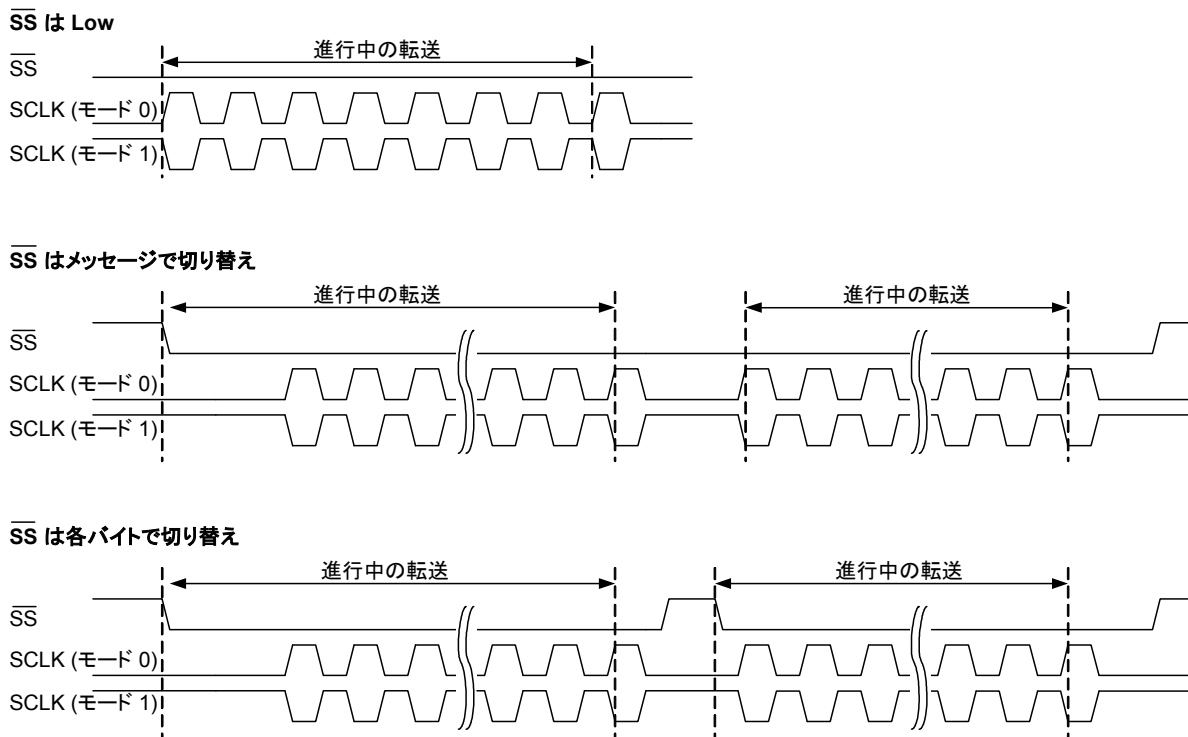 SS は Low
進行中の転送
SS
SCLK (モード 0)
SCLK (モード 1)
SS はメッセージで切り替え
進行中の転送 進行中の転送
SS
SCLK (モード 0)
SCLK (モード 1)
SS は各バイトで切り替え
進行中の転送 進行中の転送
SS
SCLK (モード 0)
SCLK (モード 1)